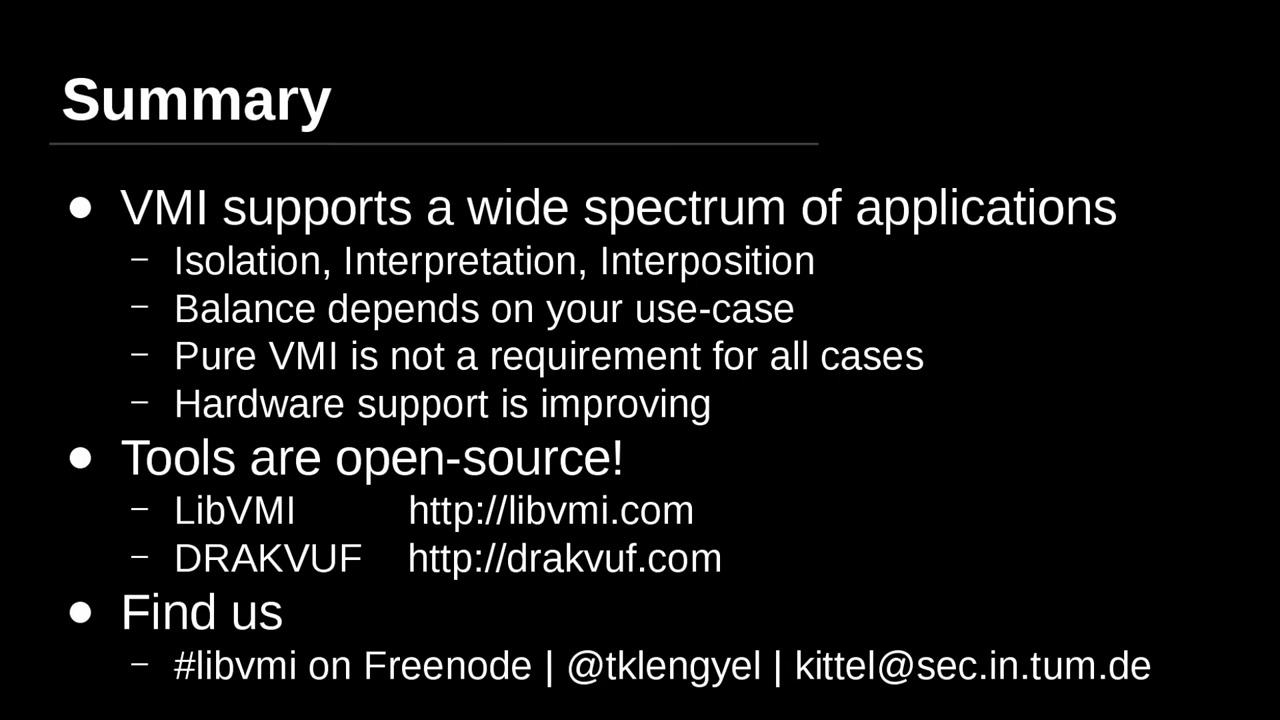 Summary
● VMI supports a wide spectrum of applications
– Isolation, Interpretation, Interposition
– Balance depends on your use-case
– Pure VMI is not a requirement for all cases
– Hardware support is improving
● Tools are open-source!
– LibVMI http://libvmi.com
– DRAKVUF http://drakvuf.com
● Find us
– #libvmi on Freenode | @tklengyel | kittel@sec.in.tum.de